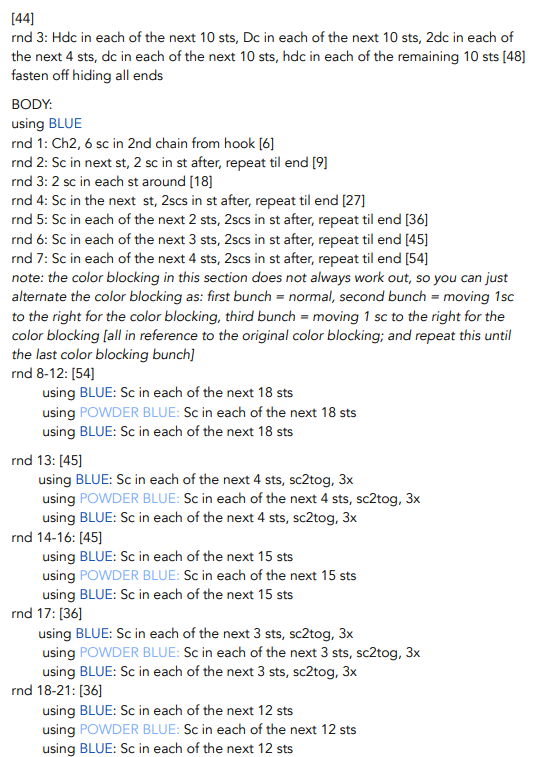 [44]
rnd 3: Hdc in each of the next 10 sts, Dc in each of the next 10 sts, 2dc in each of
the next 4 sts, dc in each of the next 10 sts, hdc in each of the remaining 10 sts [48]
fasten off hiding all ends
BODY:
using BLUE
rnd 1: Ch2, 6 sc in 2nd chain from hook [6]
rnd 2: Sc in next st, 2 sc in st after, repeat til end [9]
rnd 3: 2 sc in each st around [18]
rnd 4: Sc in the next  st, 2scs in st after, repeat til end [27]
rnd 5: Sc in each of the next 2 sts, 2scs in st after, repeat til end [36]
rnd 6: Sc in each of the next 3 sts, 2scs in st after, repeat til end [45]
rnd 7: Sc in each of the next 4 sts, 2scs in st after, repeat til end [54]
note: the color blocking in this section does not always work out, so you can just
alternate the color blocking as: first bunch = normal, second bunch = moving 1sc
to the right for the color blocking, third bunch = moving 1 sc to the right for the
color blocking [all in reference to the original color blocking; and repeat this until
the last color blocking bunch]
rnd 8-12: [54]
using BLUE: Sc in each of the next 18 sts
using POWDER BLUE: Sc in each of the next 18 sts
using BLUE: Sc in each of the next 18 sts
rnd 13: [45]
using BLUE: Sc in each of the next 4 sts, sc2tog, 3x
using POWDER BLUE: Sc in each of the next 4 sts, sc2tog, 3x
using BLUE: Sc in each of the next 4 sts, sc2tog, 3x
rnd 14-16: [45]
using BLUE: Sc in each of the next 15 sts
using POWDER BLUE: Sc in each of the next 15 sts
using BLUE: Sc in each of the next 15 sts
rnd 17: [36]
using BLUE: Sc in each of the next 3 sts, sc2tog, 3x
using POWDER BLUE: Sc in each of the next 3 sts, sc2tog, 3x
using BLUE: Sc in each of the next 3 sts, sc2tog, 3x
rnd 18-21: [36]
using BLUE: Sc in each of the next 12 sts
using POWDER BLUE: Sc in each of the next 12 sts
using BLUE: Sc in each of the next 12 sts